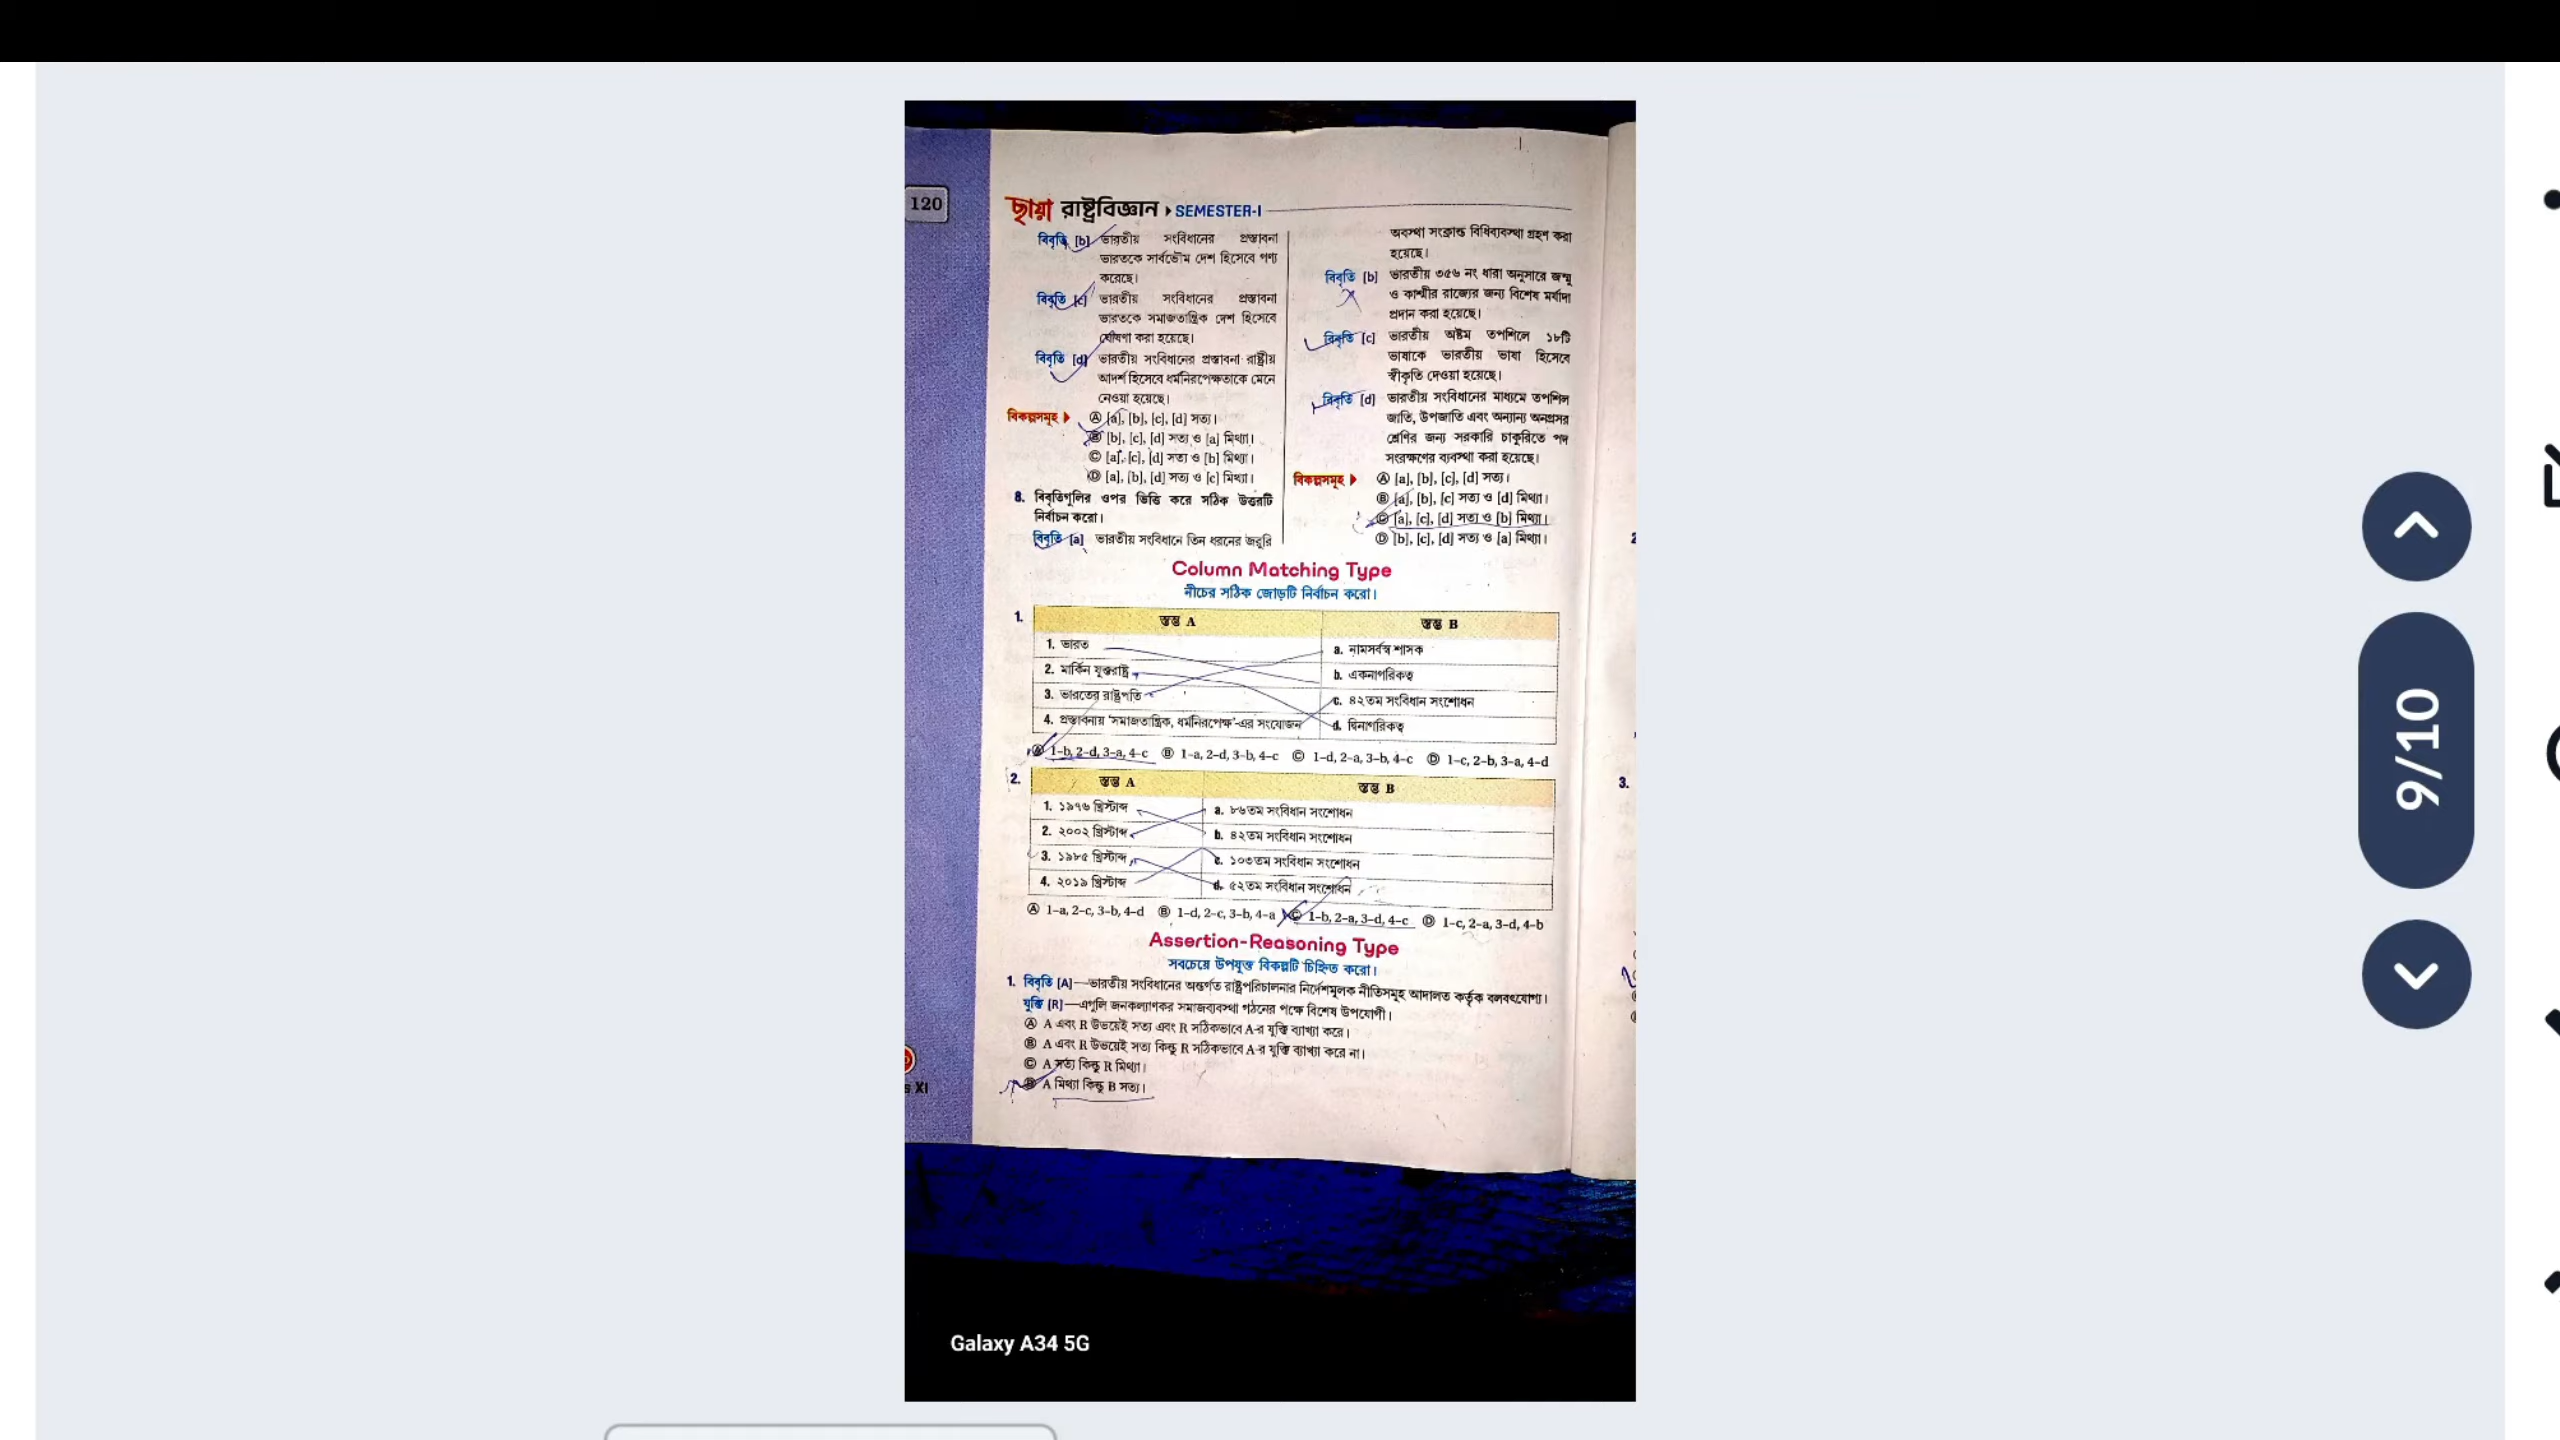 120
ছায়া রাষ্ট্রবিজ্ঞান ▸ SEMESTER-I
বিবৃতি [b] ভারতীয় সংবিধানের প্রস্তাবনা
ভারতকে সার্বভৌম দেশ হিসেবে গণ্য
করেছে।
বিবৃতি [c] ভারতীয় সংবিধানের প্রস্তাবনা
ভারতকে সমাজতান্ত্রিক দেশ হিসেবে
ঘোষণা করা হয়েছে।
বিবৃতি [d] ভারতীয় সংবিধানের প্রস্তাবনা রাষ্ট্রীয়
আদর্শ হিসেবে ধর্মনিরপেক্ষতাকে মেনে
নেওয়া হয়েছে।
বিকল্পসমূহ ▶ Ⓐ [a], [b], [c], [d] সত্য।
Ⓑ [b], [c], [d] সত্য ও [a] মিথ্যা।
Ⓒ [a], [c], [d] সত্য ও [b] মিথ্যা।
Ⓓ [a], [b], [d] সত্য ও [c] মিথ্যা।
8. বিবৃতিগুলির ওপর ভিত্তি করে সঠিক উত্তরটি
নির্বাচন করো।
বিবৃতি [a] ভারতীয় সংবিধানে তিন ধরনের জরুরি
অবস্থা সংক্রান্ত বিধিব্যবস্থা গ্রহণ করা
হয়েছে।
বিবৃতি [b] ভারতীয় ৩৫৬ নং ধারা অনুসারে জম্মু
ও কাশ্মীর রাজ্যের জন্য বিশেষ মর্যাদা
প্রদান করা হয়েছে।
বিবৃতি [c] ভারতীয় অষ্টম তপশিলে ১৮টি
ভাষাকে ভারতীয় ভাষা হিসেবে
স্বীকৃতি দেওয়া হয়েছে।
বিবৃতি [d] ভারতীয় সংবিধানের মাধ্যমে তপশিল
জাতি, উপজাতি এবং অন্যান্য অনগ্রসর
শ্রেণির জন্য সরকারি চাকুরিতে পদ
সংরক্ষণের ব্যবস্থা করা হয়েছে।
বিকল্পসমূহ ▶ Ⓐ [a], [b], [c], [d] সত্য।
Ⓑ [a], [b], [c] সত্য ও [d] মিথ্যা।
Ⓒ [a], [c], [d] সত্য ও [b] মিথ্যা।
Ⓓ [b], [c], [d] সত্য ও [a] মিথ্যা।
Column Matching Type
নীচের সঠিক জোড়টি নির্বাচন করো।
1. স্তম্ভ A স্তম্ভ B
1. ভারত a. নামসর্বস্ব শাসক
2. মার্কিন যুক্তরাষ্ট্র b. একনাগরিকত্ব
3. ভারতের রাষ্ট্রপতি c. ৪২তম সংবিধান সংশোধন
4. প্রস্তাবনায় 'সমাজতান্ত্রিক, ধর্মনিরপেক্ষ'-এর সংযোজন d. দ্বিনাগরিকত্ব
Ⓐ 1-b, 2-d, 3-a, 4-c Ⓑ 1-a, 2-d, 3-b, 4-c Ⓒ 1-d, 2-a, 3-b, 4-c Ⓓ 1-c, 2-b, 3-a, 4-d
2. স্তম্ভ A স্তম্ভ B
1. ১৯৭৬ খ্রিস্টাব্দ a. ৮৬তম সংবিধান সংশোধন
2. ২০০২ খ্রিস্টাব্দ b. ৪২তম সংবিধান সংশোধন
3. ১৯৮৫ খ্রিস্টাব্দ c. ১০৩তম সংবিধান সংশোধন
4. ২০১৯ খ্রিস্টাব্দ d. ৫২তম সংবিধান সংশোধন
Ⓐ 1-a, 2-c, 3-b, 4-d Ⓑ 1-d, 2-c, 3-b, 4-a Ⓒ 1-b, 2-a, 3-d, 4-c Ⓓ 1-c, 2-a, 3-d, 4-b
Assertion-Reasoning Type
সবচেয়ে উপযুক্ত বিকল্পটি চিহ্নিত করো।
1. বিবৃতি [A]—ভারতীয় সংবিধানের অন্তর্গত রাষ্ট্রপরিচালনার নির্দেশমূলক নীতিসমূহ আদালত কর্তৃক বলবৎযোগ্য।
যুক্তি [R]—এগুলি জনকল্যাণকর সমাজব্যবস্থা গঠনের পক্ষে বিশেষ উপযোগী।
Ⓐ A এবং R উভয়েই সত্য এবং R সঠিকভাবে A-র যুক্তি ব্যাখ্যা করে।
Ⓑ A এবং R উভয়েই সত্য কিন্তু R সঠিকভাবে A-র যুক্তি ব্যাখ্যা করে না।
Ⓒ A সত্য কিন্তু R মিথ্যা।
Ⓓ A মিথ্যা কিন্তু B সত্য।
XI
3.
Galaxy A34 5G
9/10